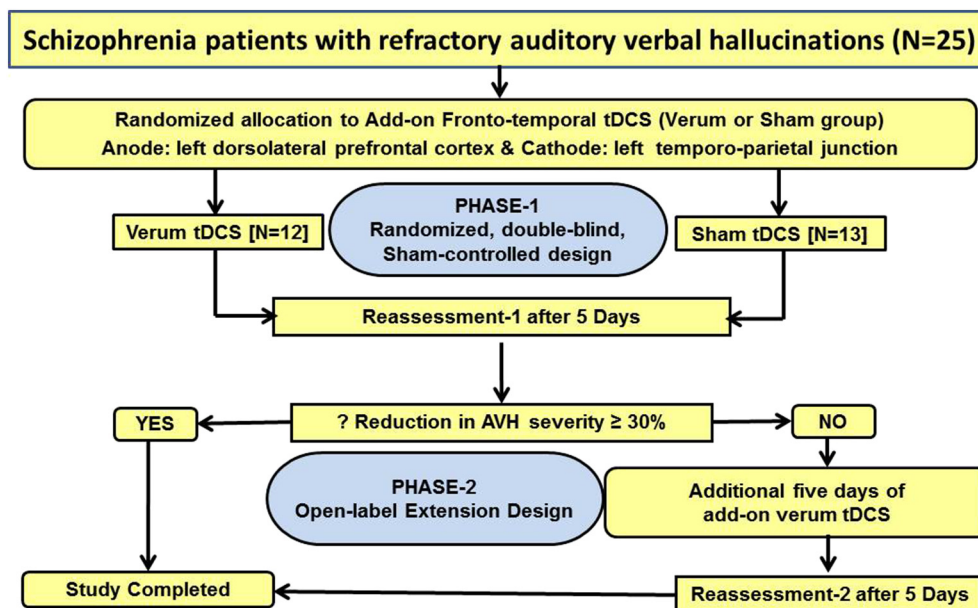 Schizophrenia patients with refractory auditory verbal hallucinations (N=25)
Randomized allocation to Add-on Fronto-temporal tDCS (Verum or Sham group)
Anode: left dorsolateral prefrontal cortex & Cathode: left temporo-parietal junction
PHASE-1
Randomized, double-blind,
Sham-controlled design
Verum tDCS [N=12]
Sham tDCS [N=13]
Reassessment-1 after 5 Days
YES
? Reduction in AVH severity ≥ 30%
NO
PHASE-2
Open-label Extension Design
Additional five days of
add-on verum tDCS
Study Completed
Reassessment-2 after 5 Days